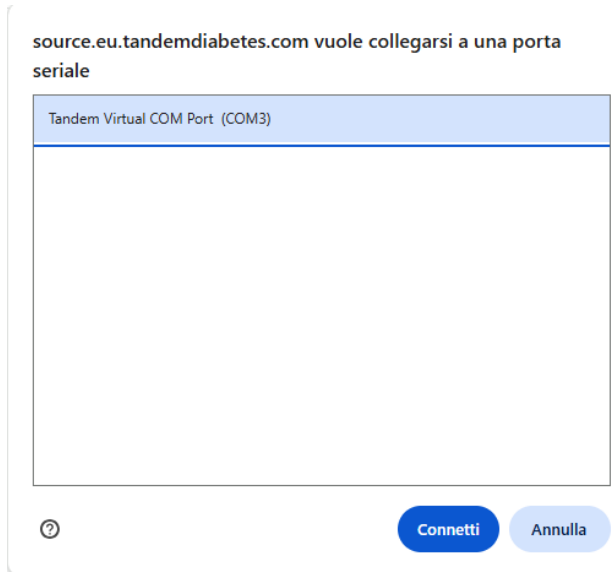 source.eu.tandemdiabetes.com vuole collegarsi a una porta
seriale
Tandem Virtual COM Port (COM3)
Connetti
Annulla